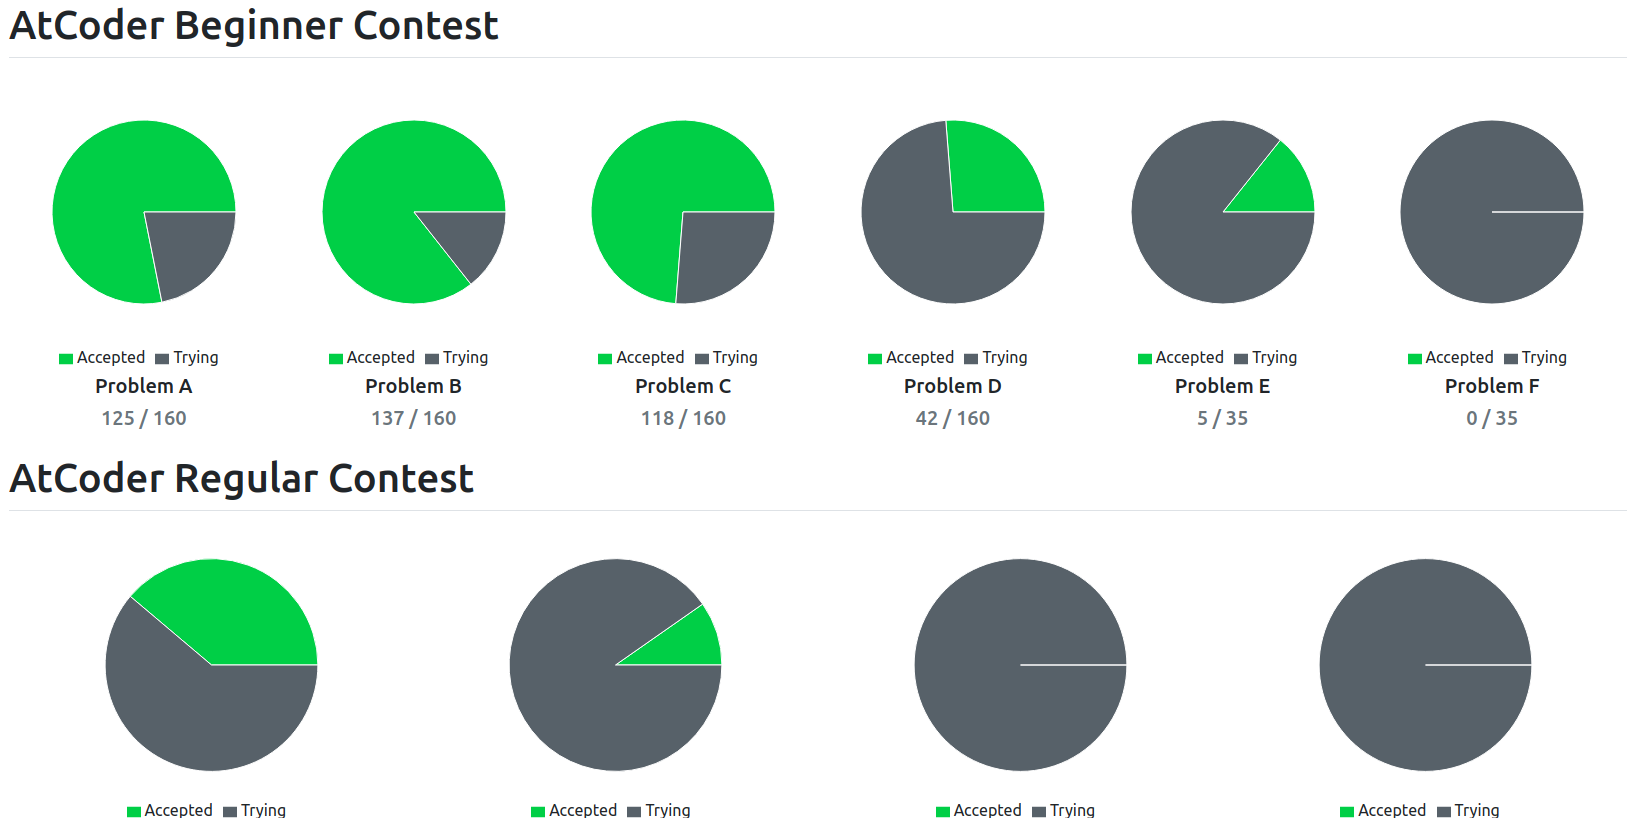 AtCoder Beginner Contest
Accepted Trying Accepted Trying Accepted Trying Accepted Trying Accepted Trying Accepted Trying
Problem A Problem B Problem C Problem D Problem E Problem F
125 / 160 137 / 160 118 / 160 42 / 160 5 / 35 0 / 35
AtCoder Regular Contest
Accepted Trying Accepted Trying Accepted Trying Accepted Trying